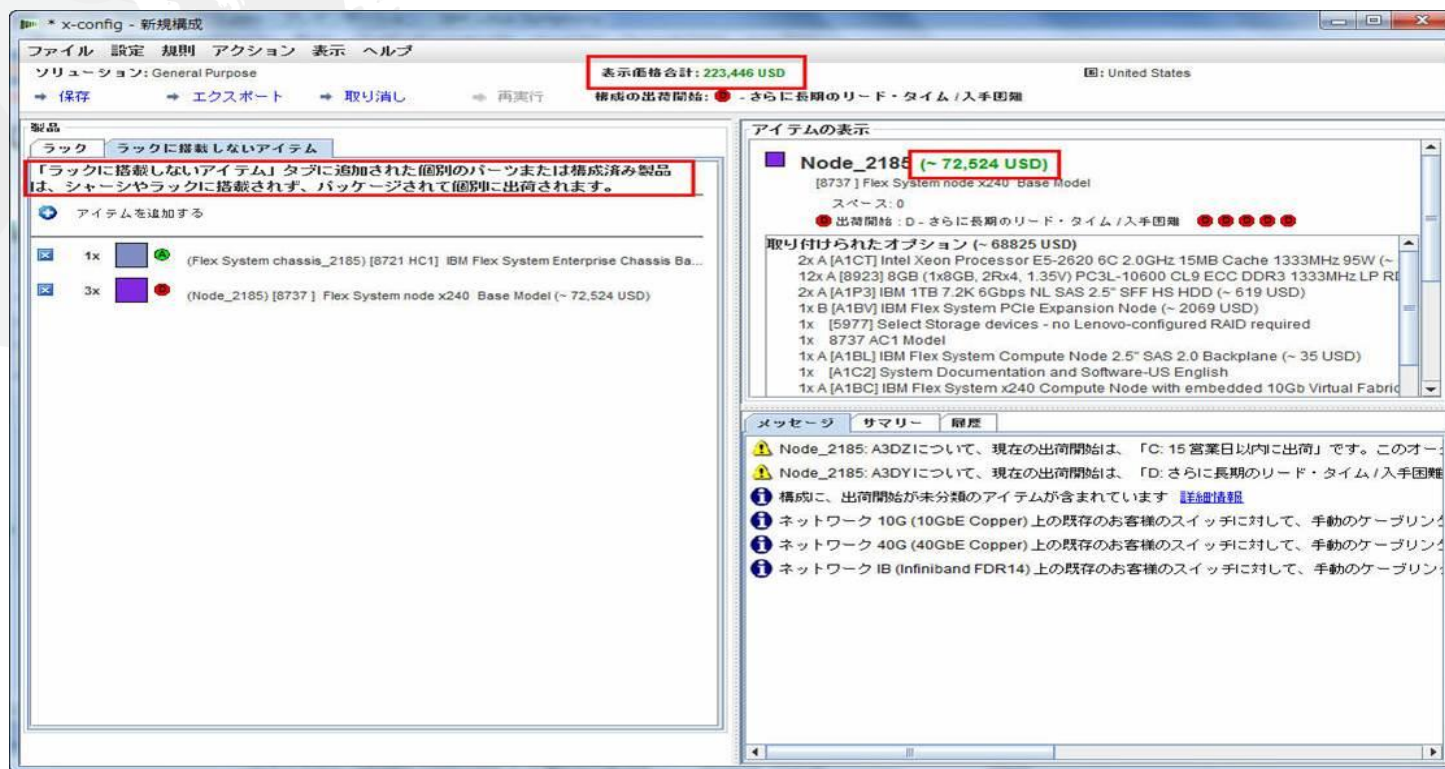 * x-config - 新規構成
ファイル 設定 規則 アクション 表示 ヘルプ
ソリューション: General Purpose
表示価格合計: 223,446 USD
国: United States
保存 エクスポート 取り消し 再実行
構成の出荷開始: D - さらに長期のリード・タイム / 入手困難
製品
ラック ラックに搭載しないアイテム
「ラックに搭載しないアイテム」タブに追加された個別のパーツまたは構成済み製品
は、シャーシやラックに搭載されず、パッケージされて個別に出荷されます。
アイテムを追加する
1x A (Flex System chassis_2185) [8721 HC1] IBM Flex System Enterprise Chassis Ba...
3x D (Node_2185) [8737 ] Flex System node x240 Base Model (~ 72,524 USD)
アイテムの表示
Node_2185 (~ 72,524 USD)
[8737 ] Flex System node x240 Base Model
スペース: 0
D 出荷開始 : D - さらに長期のリード・タイム / 入手困難 D D D D D
取り付けられたオプション (~ 68825 USD)
2x A [A1CT] Intel Xeon Processor E5-2620 6C 2.0GHz 15MB Cache 1333MHz 95W (~
12x A [8923] 8GB (1x8GB, 2Rx4, 1.35V) PC3L-10600 CL9 ECC DDR3 1333MHz LP
2x A [A1P3] IBM 1TB 7.2K 6Gbps NL SAS 2.5" SFF HS HDD (~ 619 USD)
1x B [A1BV] IBM Flex System PCIe Expansion Node (~ 2069 USD)
1x [5977] Select Storage devices - no Lenovo-configured RAID required
1x 8737 AC1 Model
1x A [A1BL] IBM Flex System Compute Node 2.5" SAS 2.0 Backplane (~ 35 USD)
1x [A1C2] System Documentation and Software-US English
1x A [A1BC] IBM Flex System x240 Compute Node with embedded 10Gb Virtual Fabric
メッセージ サマリー 履歴
Node_2185: A3DZについて、現在の出荷開始は、「C: 15 営業日以内に出荷」です。このオー
Node_2185: A3DYについて、現在の出荷開始は、「D: さらに長期のリード・タイム / 入手困難
構成に、出荷開始が未分類のアイテムが含まれています 詳細情報
ネットワーク 10G (10GbE Copper) 上の既存のお客様のスイッチに対して、手動のケーブリング
ネットワーク 40G (40GbE Copper) 上の既存のお客様のスイッチに対して、手動のケーブリング
ネットワーク IB (Infiniband FDR14) 上の既存のお客様のスイッチに対して、手動のケーブリン